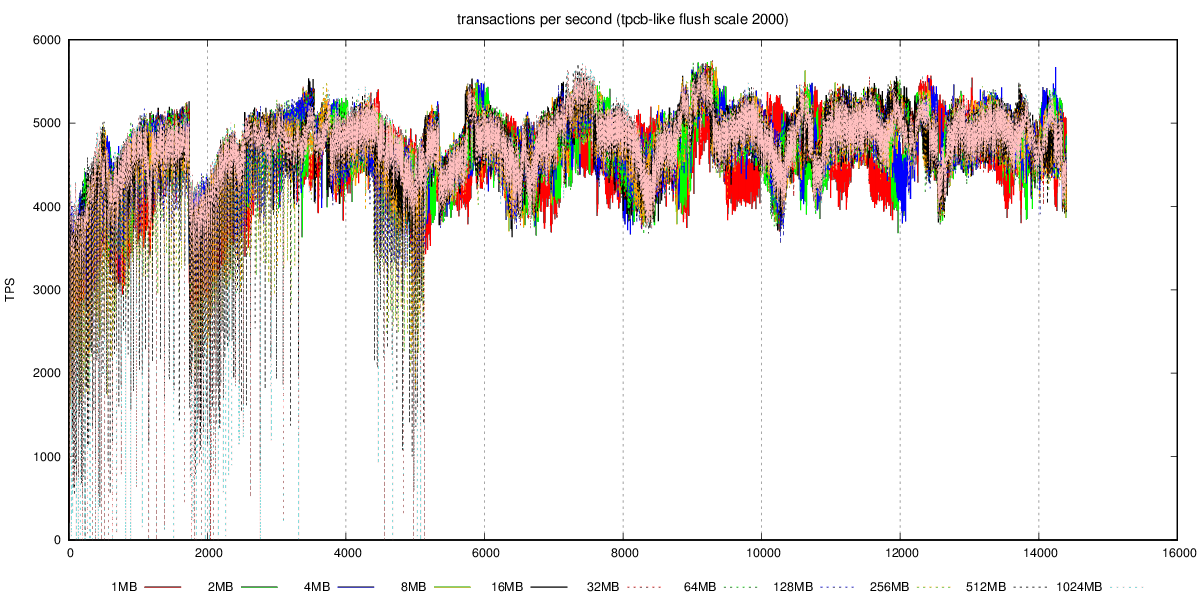 transactions per second (tpcb-like flush scale 2000)
6000
5000
4000
3000
2000
1000
0
TPS
0 2000 4000 6000 8000 10000 12000 14000 16000
1MB 2MB 4MB 8MB 16MB 32MB 64MB 128MB 256MB 512MB 1024MB